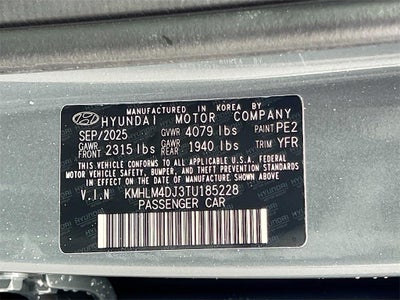 MANUFACTURED IN KOREA BY
HYUNDAI MOTOR COMPANY
SEP/2025 GVWR 4079 lbs PAINT PE2
GAWR FRONT 2315 lbs GAWR REAR 1940 lbs TRIM YFR
THIS VEHICLE CONFORMS TO ALL APPLICABLE U.S.A. FEDERAL
MOTOR VEHICLE SAFETY, BUMPER, AND THEFT PREVENTION STANDARDS
IN EFFECT ON THE DATE OF MANUFACTURE SHOWN ABOVE.
V.I.N KMHLM4DJ3TU185228
PASSENGER CAR